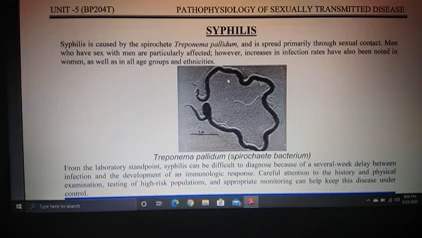 UNIT -5 (BP204T) PATHOPHYSIOLOGY OF SEXUALLY TRANSMITTED DISEASE
SYPHILIS
Syphilis is caused by the spirochete Treponema pallidum, and is spread primarily through sexual contact. Men
who have sex with men are particularly affected; however, increases in infection rates have also been noted in
women, as well as in all age groups and ethnicities.
Treponema pallidum (spirochaete bacterium)
From the laboratory standpoint, syphilis can be difficult to diagnose because of a several-week delay between
infection and the development of an immunologic response. Careful attention to the history and physical
examination, testing of high-risk populations, and appropriate monitoring can help keep this disease under
control.
Type here to search